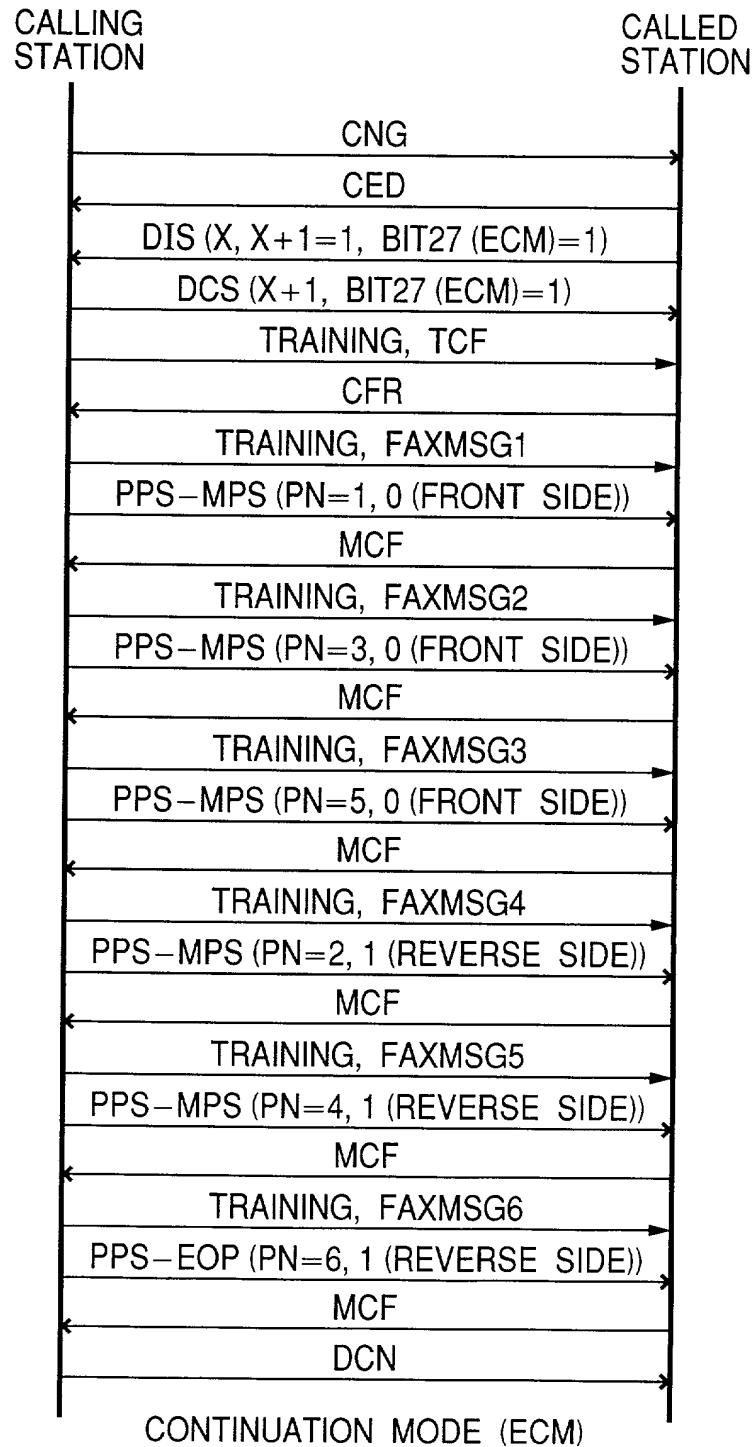 CALLING
STATION
CALLED
STATION
CNG
CED
DIS (X, X+1=1, BIT27 (ECM)=1)
DCS (X+1, BIT27 (ECM)=1)
TRAINING, TCF
CFR
TRAINING, FAXMSG1
PPS−MPS (PN=1, 0 (FRONT SIDE))
MCF
TRAINING, FAXMSG2
PPS−MPS (PN=3, 0 (FRONT SIDE))
MCF
TRAINING, FAXMSG3
PPS−MPS (PN=5, 0 (FRONT SIDE))
MCF
TRAINING, FAXMSG4
PPS−MPS (PN=2, 1 (REVERSE SIDE))
MCF
TRAINING, FAXMSG5
PPS−MPS (PN=4, 1 (REVERSE SIDE))
MCF
TRAINING, FAXMSG6
PPS−EOP (PN=6, 1 (REVERSE SIDE))
MCF
DCN
CONTINUATION MODE (ECM)